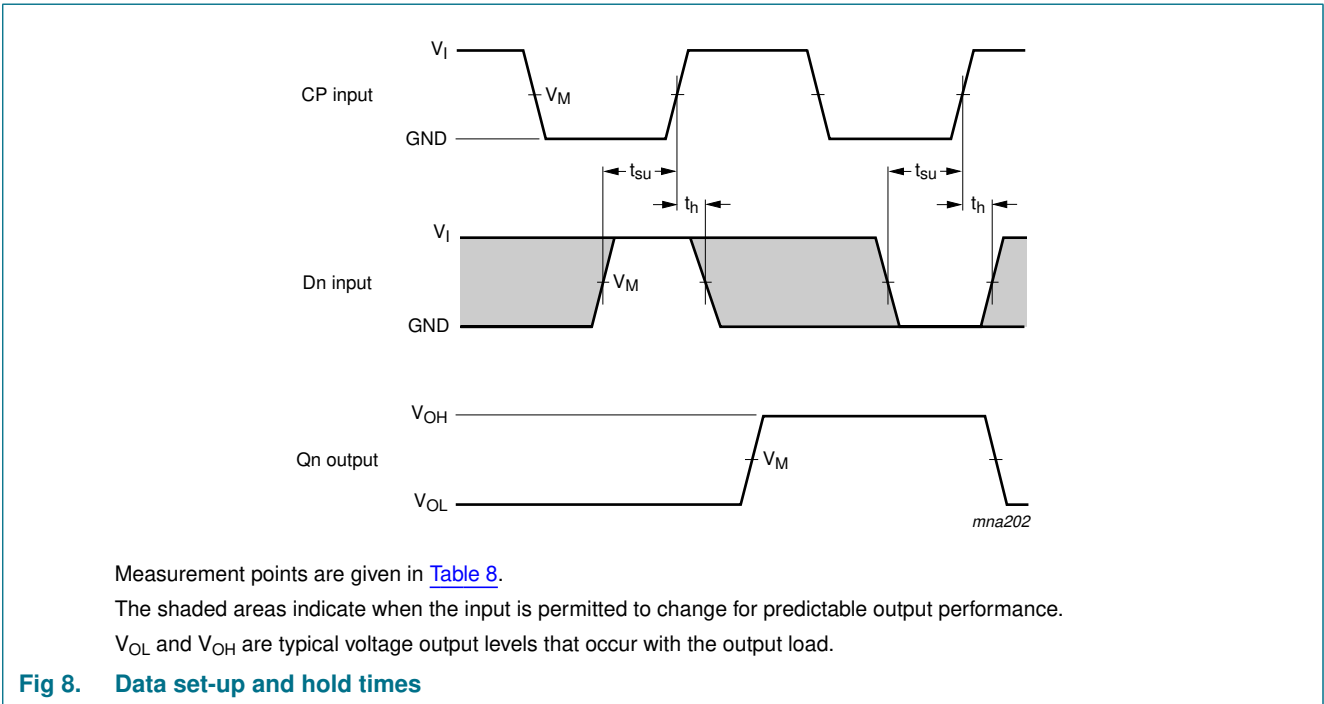 V_I
CP input
V_M
GND
t_su
t_su
t_h
t_h
V_I
Dn input
V_M
GND
V_OH
Qn output
V_M
V_OL
mna202
Measurement points are given in Table 8.
The shaded areas indicate when the input is permitted to change for predictable output performance.
V_OL and V_OH are typical voltage output levels that occur with the output load.
Fig 8. Data set-up and hold times